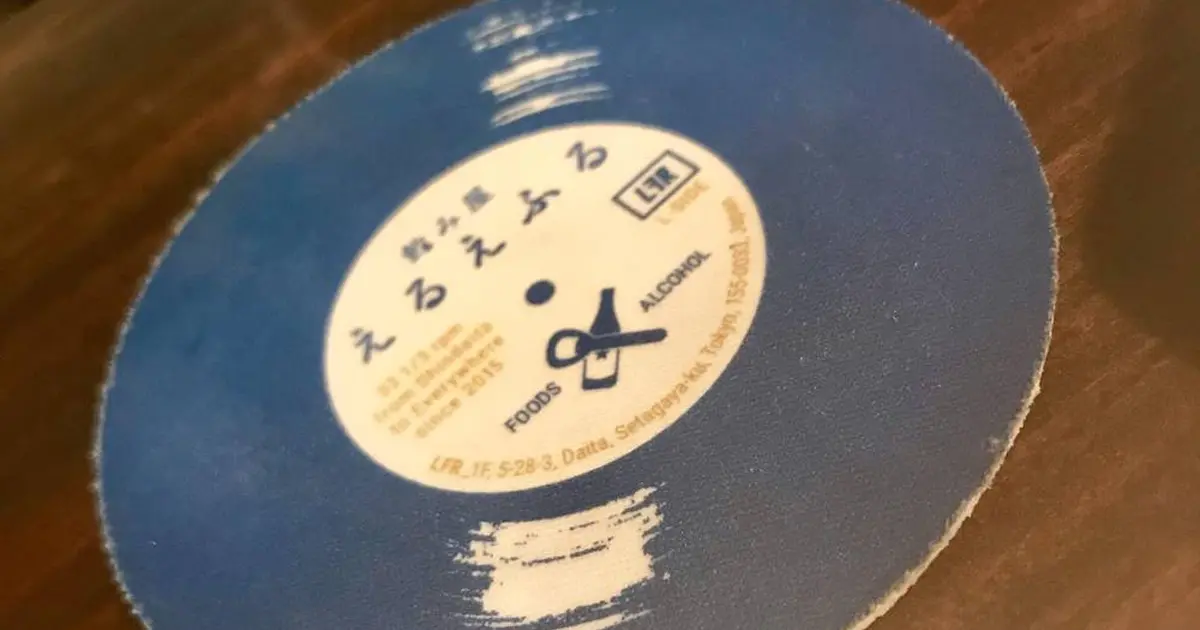 飲み屋
えるえふる
LFR
L-SIDE
33 1/3 rpm
from Shimokita
to Everywhere
since 2015
ALCOHOL
FOODS
LFR_1F, 5-28-3, Daita, Setagaya-ku, Tokyo, 155-0033, Japan